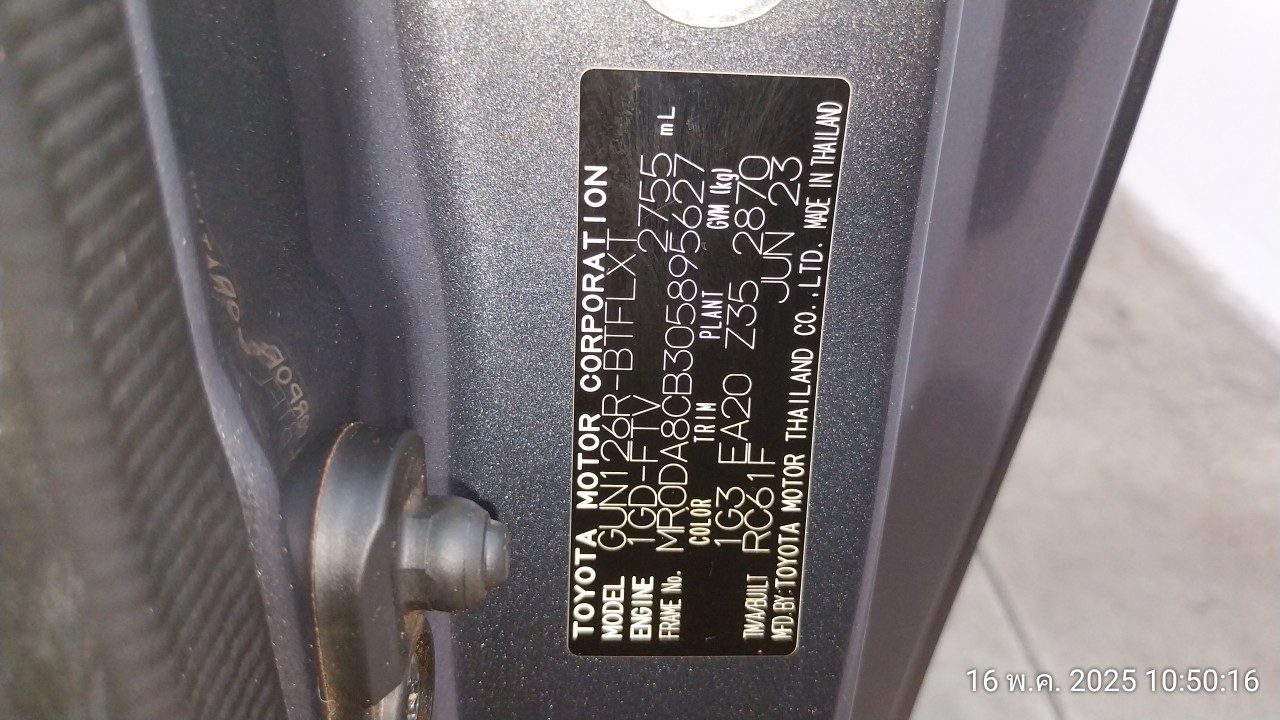 TOYOTA MOTOR CORPORATION
MODEL GUN126R-BTFLXT
ENGINE 1GD-FTV 2755 mL
FRAME No. MR0DA8CB305895627
COLOR TRIM PLANT GVM (kg)
1G3 EA20 Z35 2870
TM/A/BUILT RC61F JUN 23
MFD.BY:TOYOTA MOTOR THAILAND CO.,LTD. MADE IN THAILAND
16 พ.ค. 2025 10:50:16